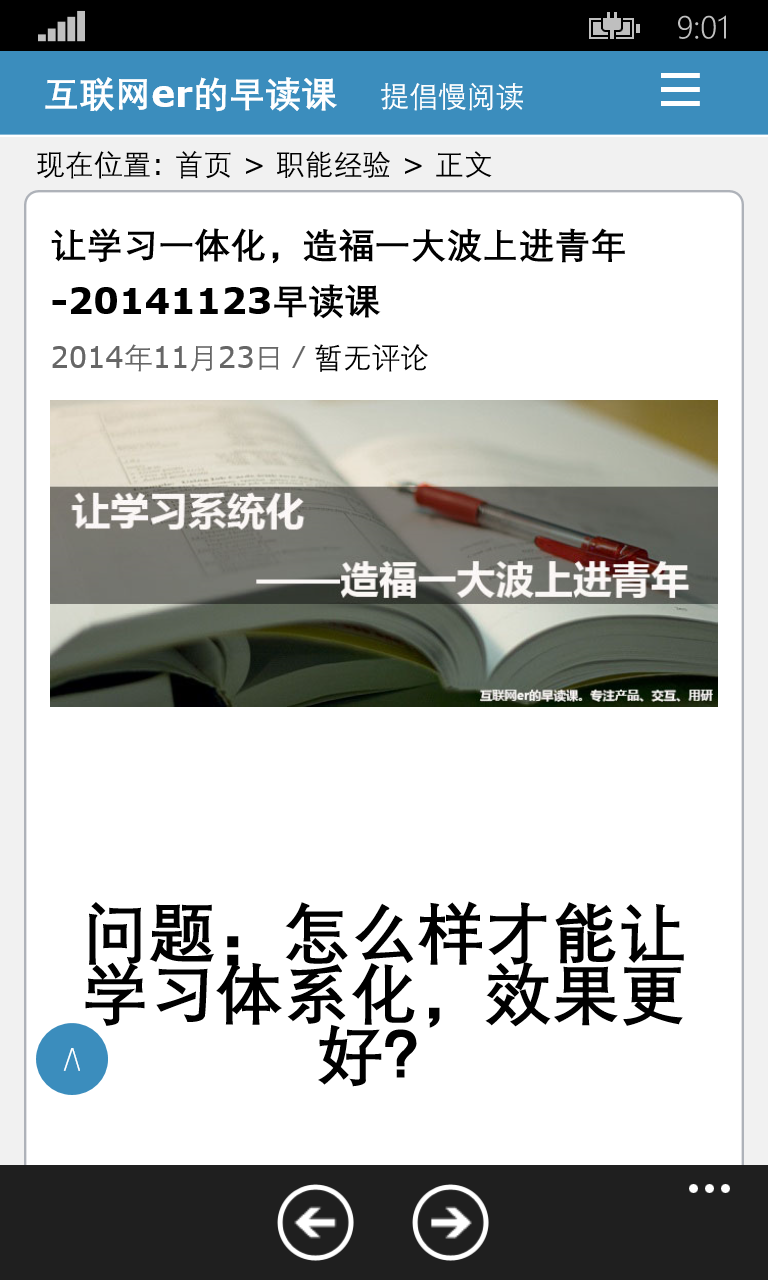 9:01
互联网er的早读课 提倡慢阅读
现在位置: 首页 > 职能经验 > 正文
让学习一体化，造福一大波上进青年
-20141123早读课
2014年11月23日 / 暂无评论
让学习系统化
——造福一大波上进青年
互联网er的早读课。专注产品、交互、用研
问题：怎么样才能让
学习体系化，效果更
好?